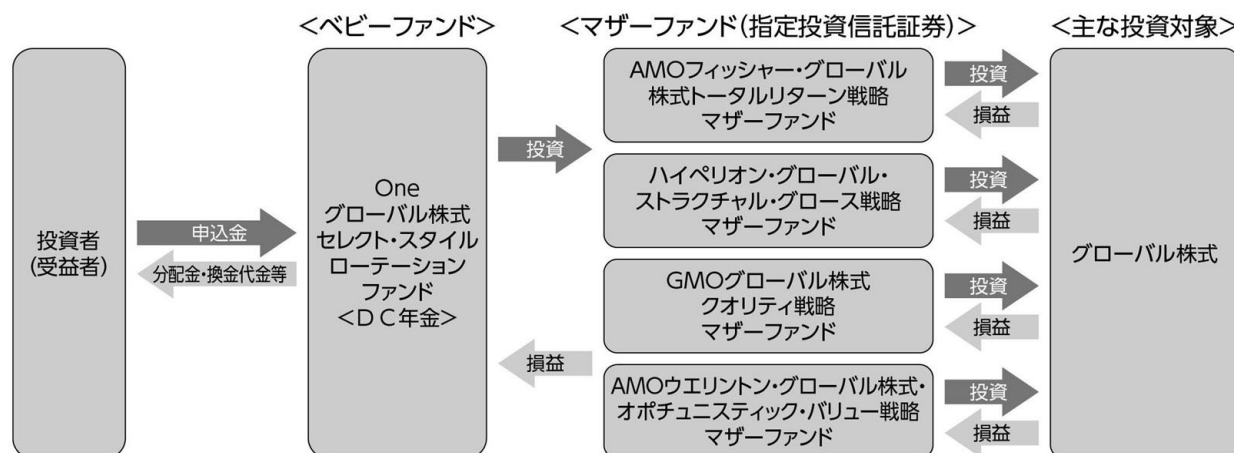 <ベビーファンド>
<マザーファンド(指定投資信託証券)>
<主な投資対象>
投資者
(受益者)
申込金
分配金・換金代金等
One
グローバル株式
セレクト・スタイル
ローテーション
ファンド
<DC年金>
投資
損益
AMOフィッシャー・グローバル
株式トータルリターン戦略
マザーファンド
投資
損益
ハイペリオン・グローバル・
ストラクチャル・グロース戦略
マザーファンド
投資
損益
GMOグローバル株式
クオリティ戦略
マザーファンド
投資
損益
AMOウエリントン・グローバル株式・
オポチュニスティック・バリュー戦略
マザーファンド
投資
損益
グローバル株式